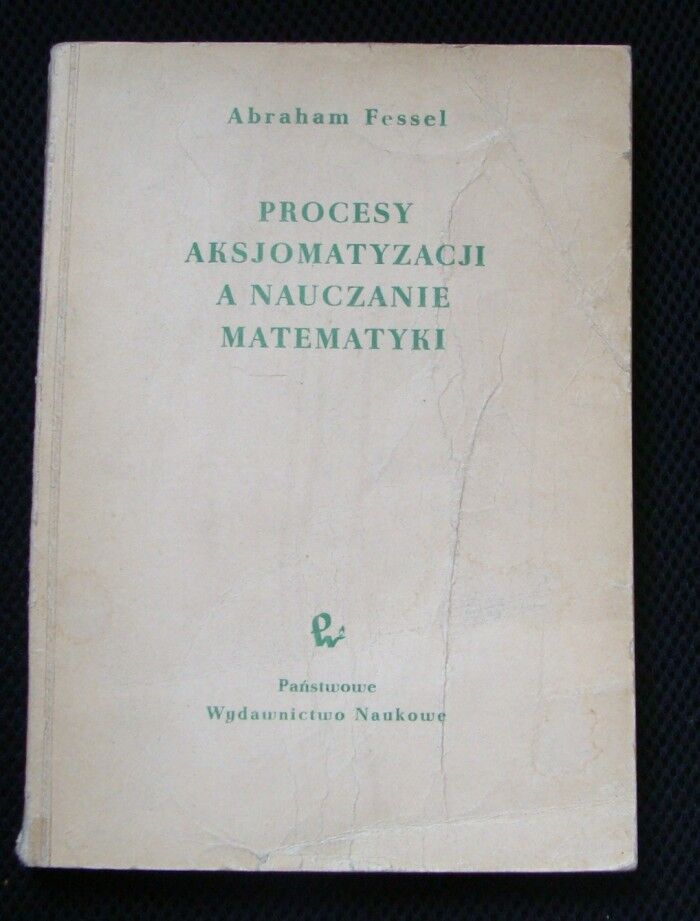 Abraham Fessel
PROCESY
AKSJOMATYZACJI
A NAUCZANIE
MATEMATYKI
Państwowe
Wydawnictwo Naukowe